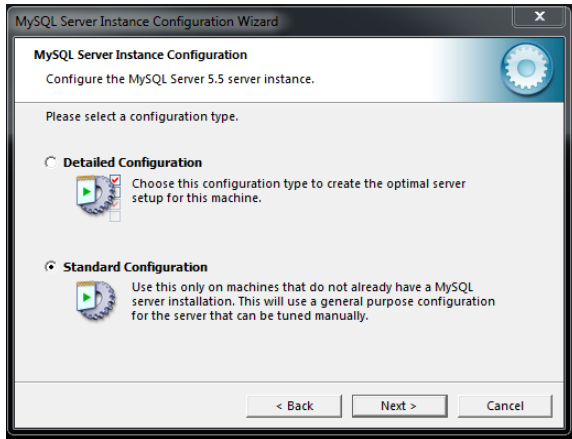 MySQL Server Instance Configuration Wizard
X
MySQL Server Instance Configuration
Configure the MySQL Server 5.5 server instance.
Please select a configuration type.
Detailed Configuration
Choose this configuration type to create the optimal server
setup for this machine.
Standard Configuration
Use this only on machines that do not already have a MySQL
server installation. This will use a general purpose configuration
for the server that can be tuned manually.
< Back
Next >
Cancel